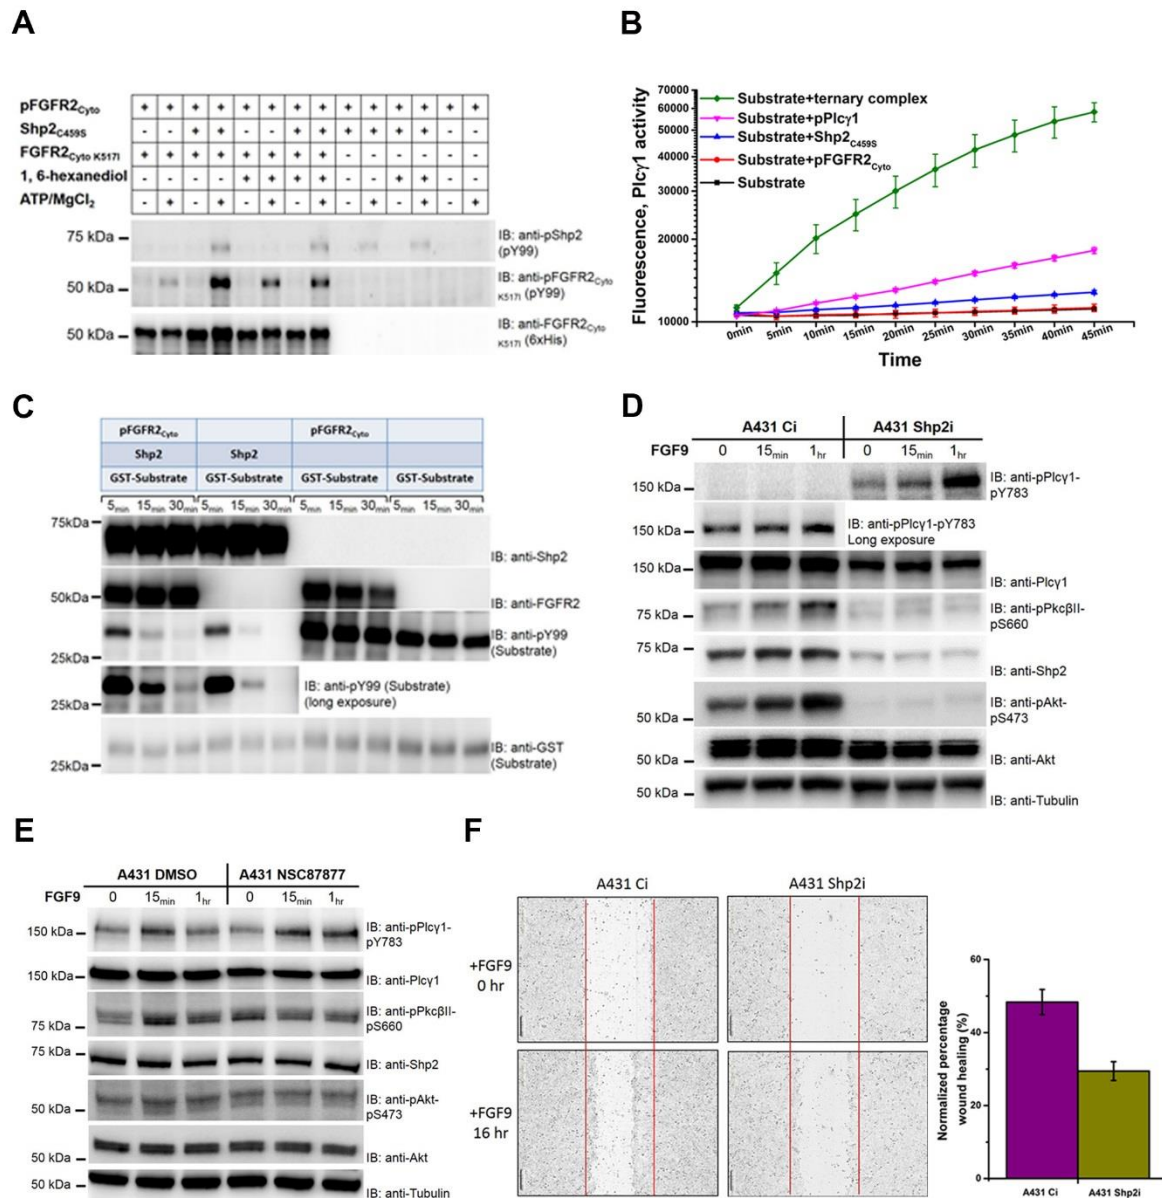 A
pFGFR2Cyto + + + + + + + + + + + + + +
Shp2C459S - - + + - - + + + + + + - -
FGFR2Cyto K517I + + + + + + + + - - - - - -
1, 6-hexanediol - - - - + + + + - - + + - -
ATP/MgCl2 - + - + - + - + - + - + - +
75 kDa
IB: anti-pShp2
(pY99)
50 kDa
IB: anti-pFGFR2Cyto
K517I (pY99)
50 kDa
IB: anti-FGFR2Cyto
K517I (6xHis)
B
Fluorescence, Plcγ1 activity
70000
60000
50000
40000
30000
20000
10000
Substrate+ternary complex
Substrate+pPlcγ1
Substrate+Shp2C459S
Substrate+pFGFR2Cyto
Substrate
0min 5min 10min 15min 20min 25min 30min 35min 40min 45min
Time
C
pFGFR2Cyto pFGFR2Cyto
Shp2 Shp2
GST-Substrate GST-Substrate GST-Substrate GST-Substrate
5min 15min 30min 5min 15min 30min 5min 15min 30min 5min 15min 30min
75kDa
IB: anti-Shp2
50kDa
IB: anti-FGFR2
IB: anti-pY99
(Substrate)
25kDa
IB: anti-pY99 (Substrate)
(long exposure)
25kDa
IB: anti-GST
(Substrate)
25kDa
D
A431 Ci A431 Shp2i
FGF9 0 15min 1hr 0 15min 1hr
150 kDa
IB: anti-pPlcγ1-
pY783
150 kDa
IB: anti-pPlcγ1-pY783
Long exposure
150 kDa
IB: anti-Plcγ1
75 kDa
IB: anti-pPkcβII-
pS660
75 kDa
IB: anti-Shp2
50 kDa
IB: anti-pAkt-
pS473
50 kDa
IB: anti-Akt
50 kDa
IB: anti-Tubulin
E
A431 DMSO A431 NSC87877
FGF9 0 15min 1hr 0 15min 1hr
150 kDa
IB: anti-pPlcγ1-
pY783
150 kDa
IB: anti-Plcγ1
75 kDa
IB: anti-pPkcβII-
pS660
75 kDa
IB: anti-Shp2
50 kDa
IB: anti-pAkt-
pS473
50 kDa
IB: anti-Akt
50 kDa
IB: anti-Tubulin
F
A431 Ci A431 Shp2i
+FGF9
0 hr
+FGF9
16 hr
Normalized percentage
wound healing (%)
60
40
20
0
A431 Ci A431 Shp2i